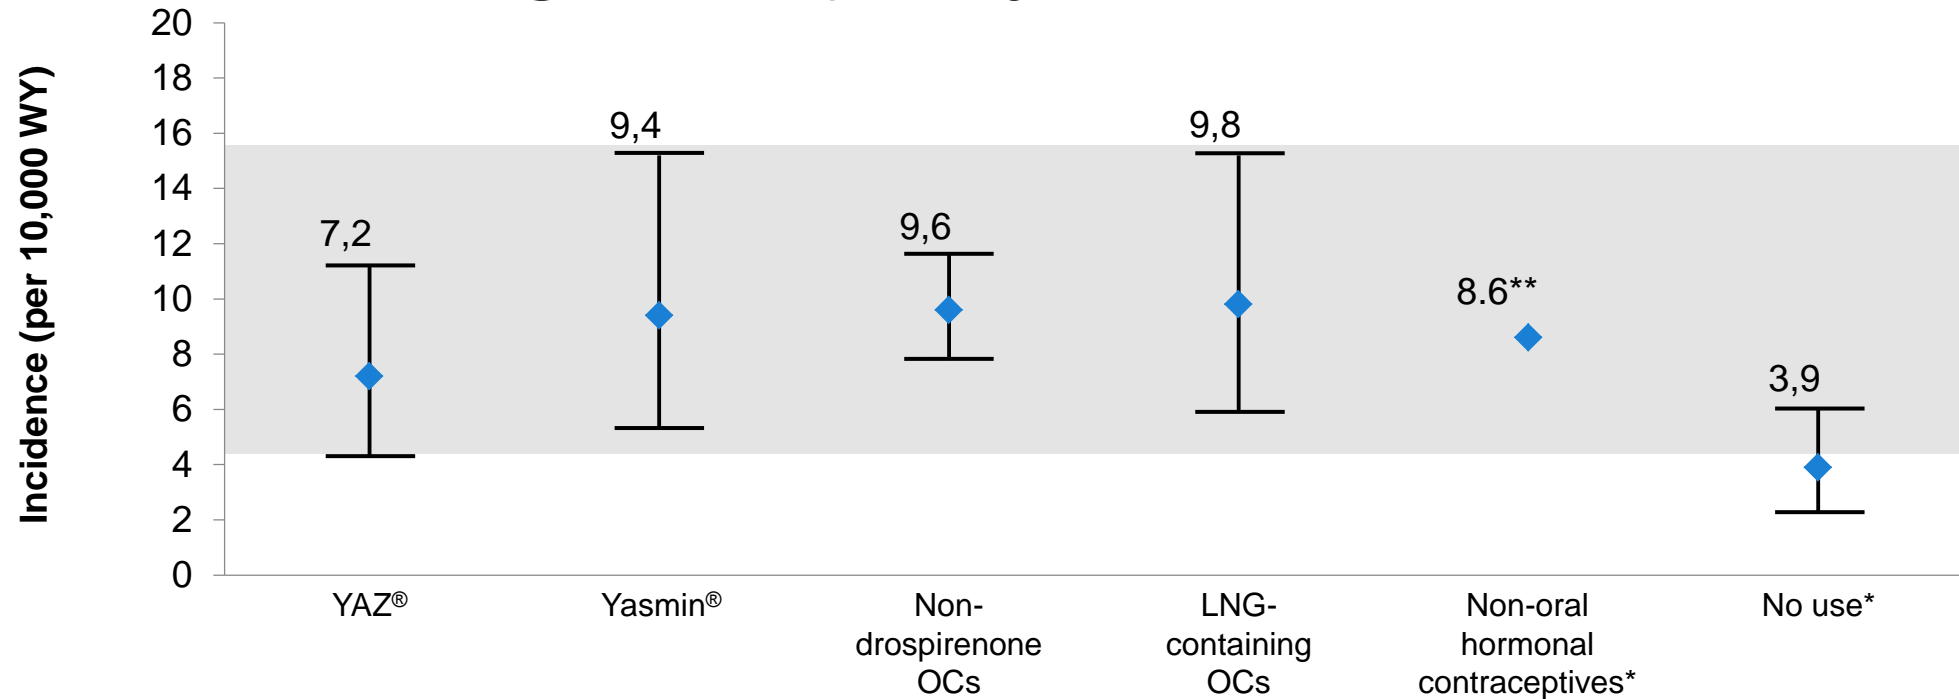 20
18
16
14
12
10
8
6
4
2
0
Incidence (per 10,000 WY)
7,2
9,4
9,6
9,8
8.6**
3,9
YAZ®
Yasmin®
Non-
drospirenone
OCs
LNG-
containing
OCs
Non-oral
hormonal
contraceptives*
No use*